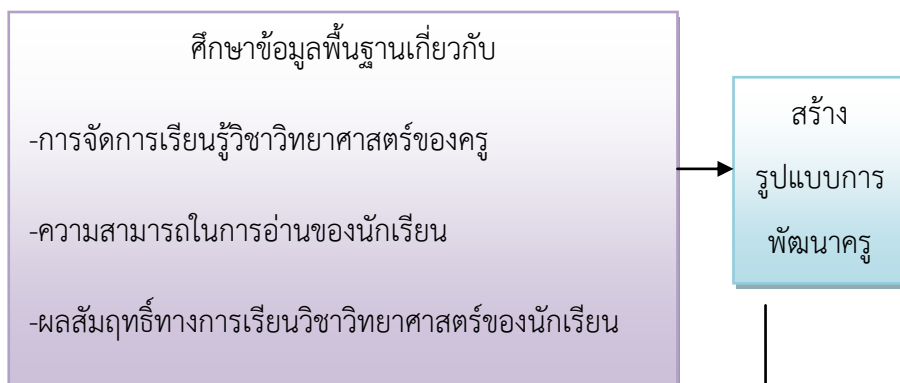 ศึกษาข้อมูลพื้นฐานเกี่ยวกับ
-การจัดการเรียนรู้วิชาวิทยาศาสตร์ของครู
-ความสามารถในการอ่านของนักเรียน
-ผลสัมฤทธิ์ทางการเรียนวิชาวิทยาศาสตร์ของนักเรียน
สร้าง
รูปแบบการ
พัฒนาครู